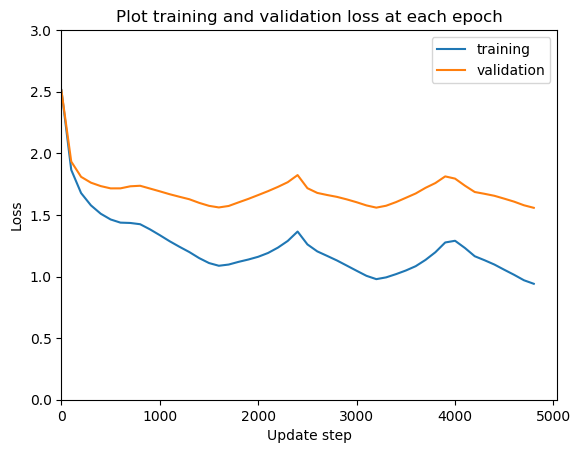 Plot training and validation loss at each epoch
3.0
2.5
2.0
1.5
1.0
0.5
0.0
Loss
training
validation
0
1000
2000
3000
4000
5000
Update step